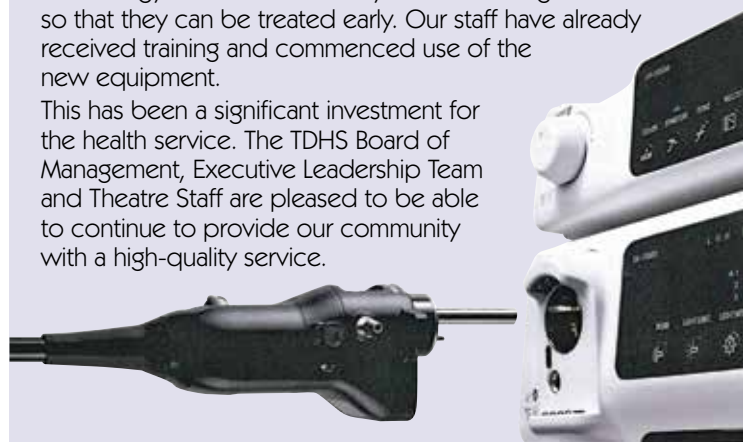 so that they can be treated early. Our staff have already
received training and commenced use of the
new equipment.
This has been a significant investment for
the health service. The TDHS Board of
Management, Executive Leadership Team
and Theatre Staff are pleased to be able
to continue to provide our community
with a high-quality service.